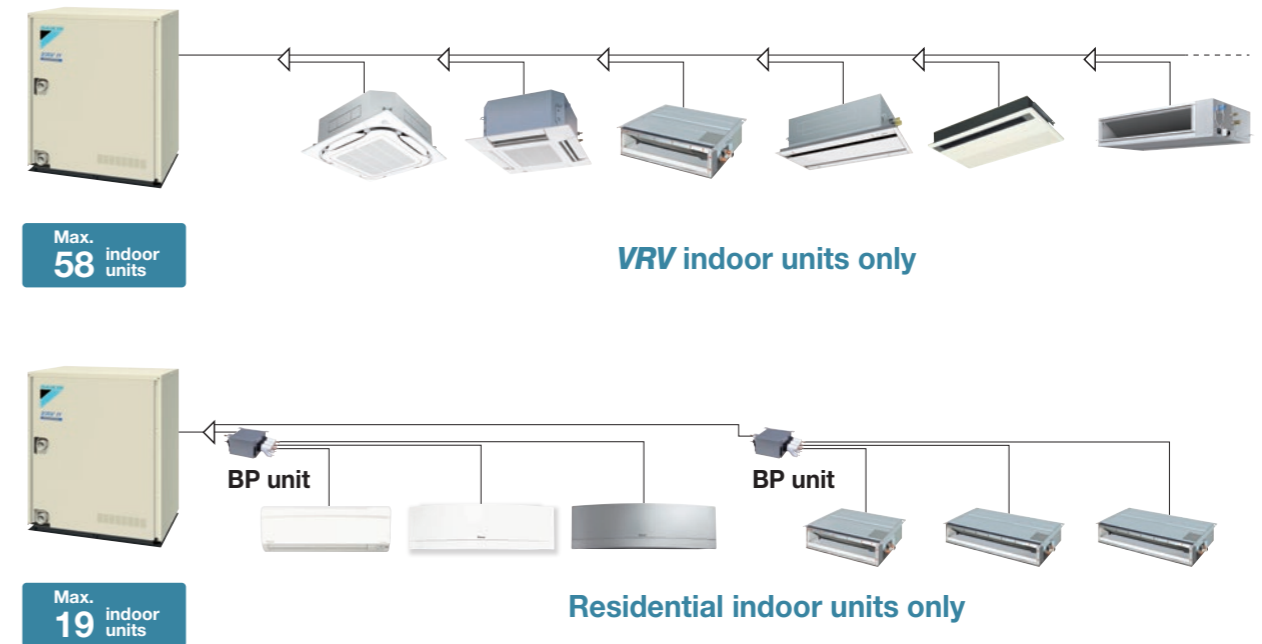 Max.
58 indoor units
VRV indoor units only
BP unit
BP unit
Max.
19 indoor units
Residential indoor units only